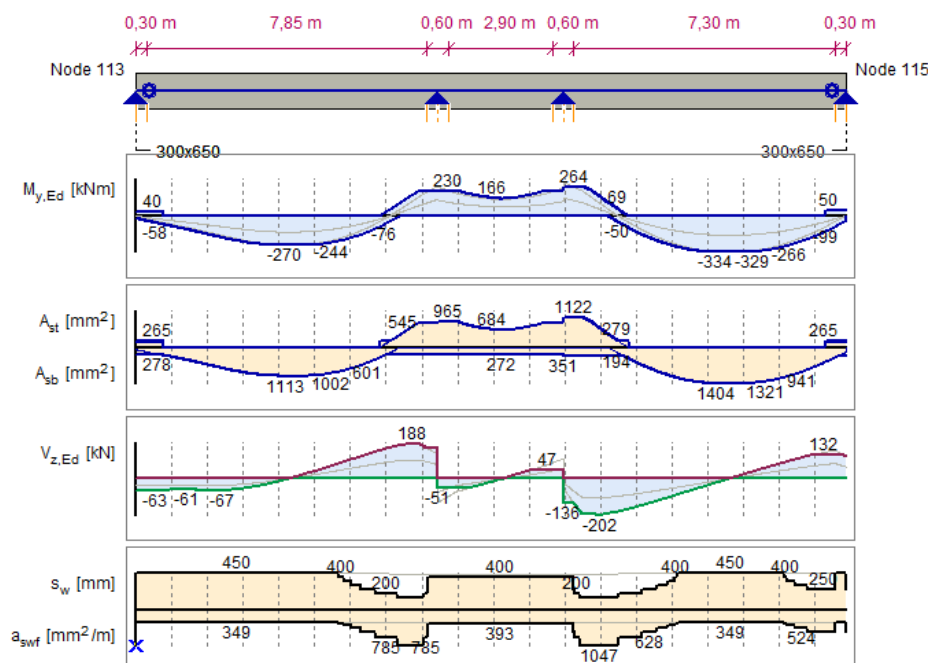 0,30 m 7,85 m 0,60 m 2,90 m 0,60 m 7,30 m 0,30 m
Node 113 Node 115
300x650 300x650
M_y,Ed [kNm]
40 230 166 264 69 50
-58 -270 -244 -76 -50 -334 -329 -266 -99
A_st [mm²]
265 545 965 684 1122 279 265
A_sb [mm²]
278 1113 1002 601 272 351 194 1404 1321 941
V_z,Ed [kN]
188 47 132
-63 -61 -67 -51 -136 -202
s_w [mm]
450 400 200 400 200 400 450 400 250
a_swf [mm²/m]
349 785 785 393 1047 628 349 524